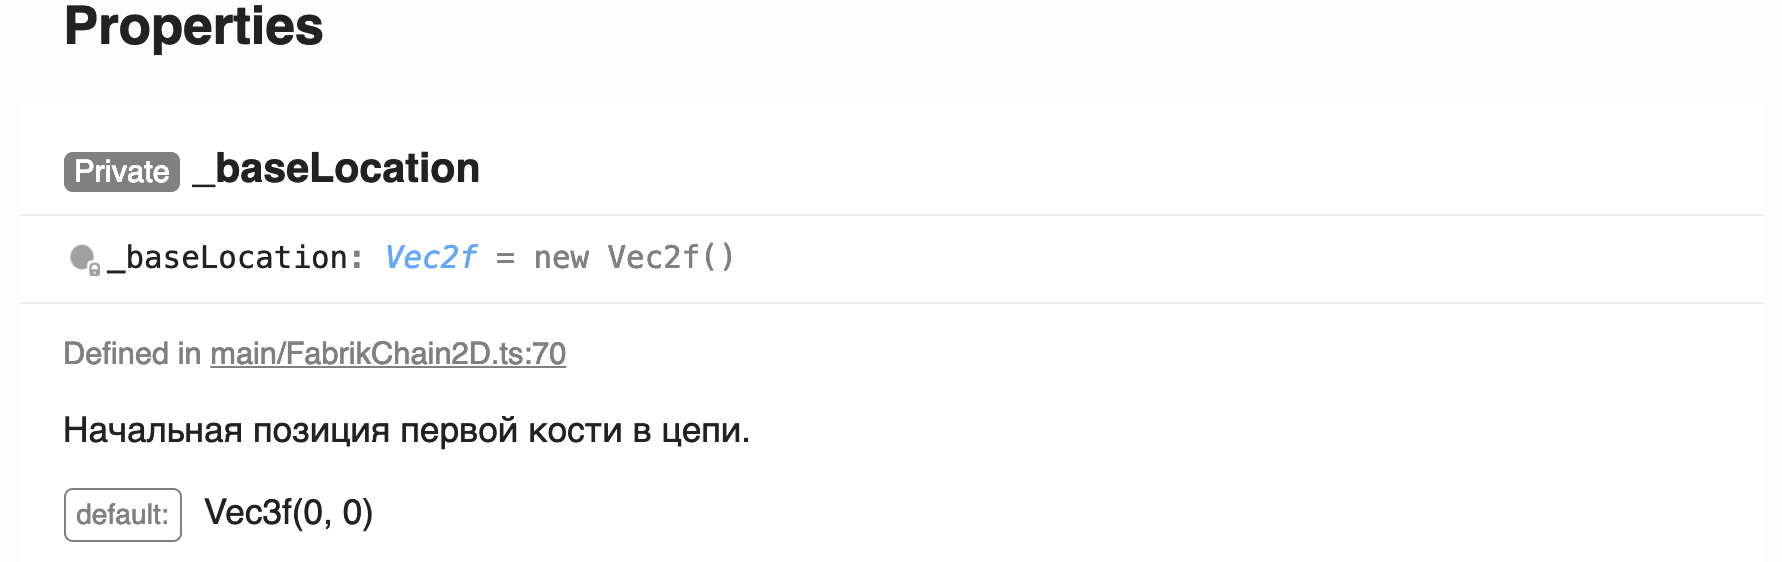 Properties
Private _baseLocation
_baseLocation: Vec2f = new Vec2f()
Defined in main/FabrikChain2D.ts:70
Начальная позиция первой кости в цепи.
default: Vec3f(0, 0)